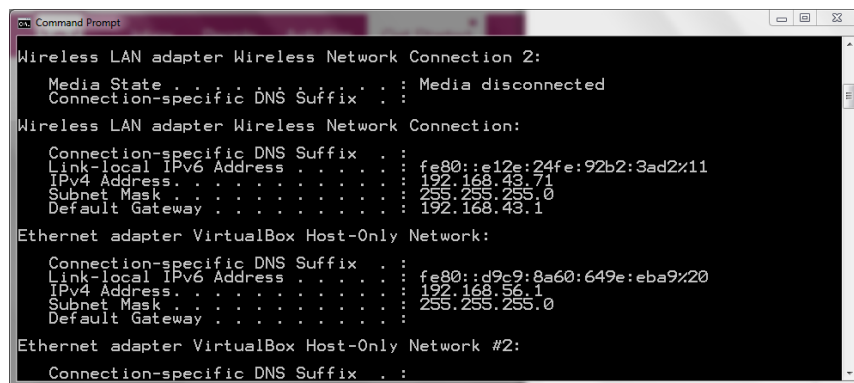 Command Prompt
Wireless LAN adapter Wireless Network Connection 2:
Media State . . . . . . . . . . . : Media disconnected
Connection-specific DNS Suffix  . :
Wireless LAN adapter Wireless Network Connection:
Connection-specific DNS Suffix  . :
Link-local IPv6 Address . . . . . : fe80::e12e:24fe:92b2:3ad2%11
IPv4 Address. . . . . . . . . . . : 192.168.43.71
Subnet Mask . . . . . . . . . . . : 255.255.255.0
Default Gateway . . . . . . . . . : 192.168.43.1
Ethernet adapter VirtualBox Host-Only Network:
Connection-specific DNS Suffix  . :
Link-local IPv6 Address . . . . . : fe80::d9c9:8a60:649e:eba9%20
IPv4 Address. . . . . . . . . . . : 192.168.56.1
Subnet Mask . . . . . . . . . . . : 255.255.255.0
Default Gateway . . . . . . . . . :
Ethernet adapter VirtualBox Host-Only Network #2:
Connection-specific DNS Suffix  . :